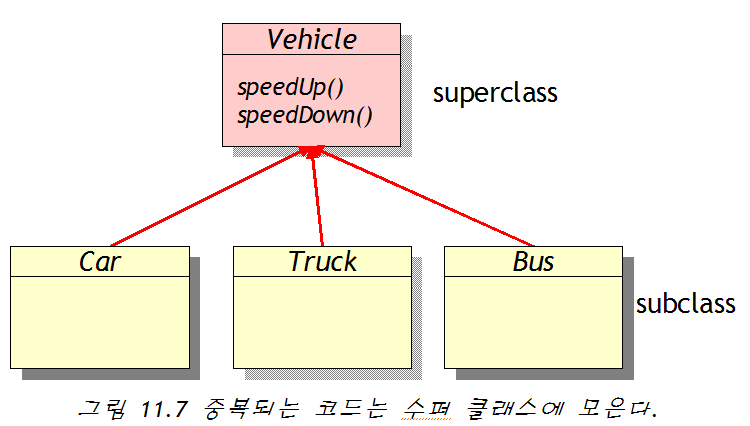 Vehicle
speedUp()
speedDown()
superclass
Car
Truck
Bus
subclass
그림 11.7 중복되는 코드는 수퍼 클래스에 모은다.